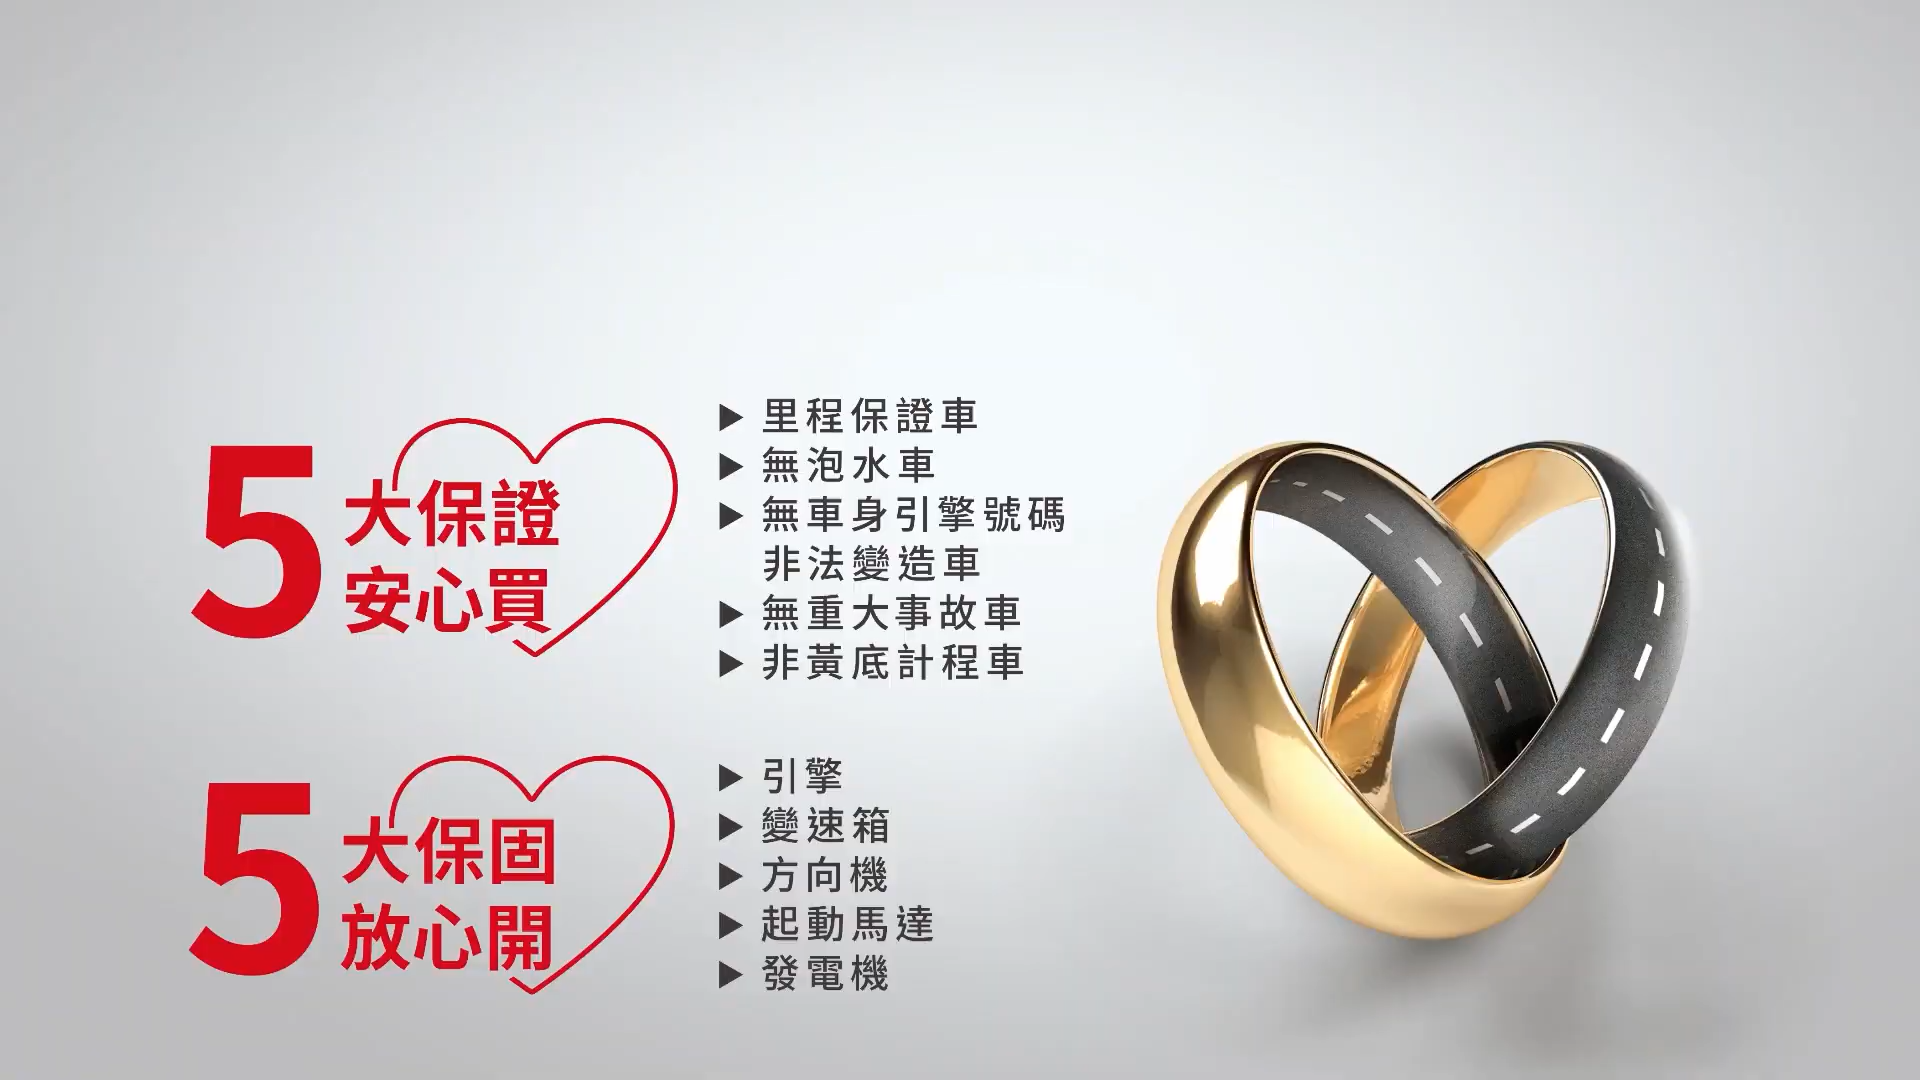 5
大保證
安心買
▶ 里程保證車
▶ 無泡水車
▶ 無車身引擎號碼
非法變造車
▶ 無重大事故車
▶ 非黃底計程車
5
大保固
放心開
▶ 引擎
▶ 變速箱
▶ 方向機
▶ 起動馬達
▶ 發電機